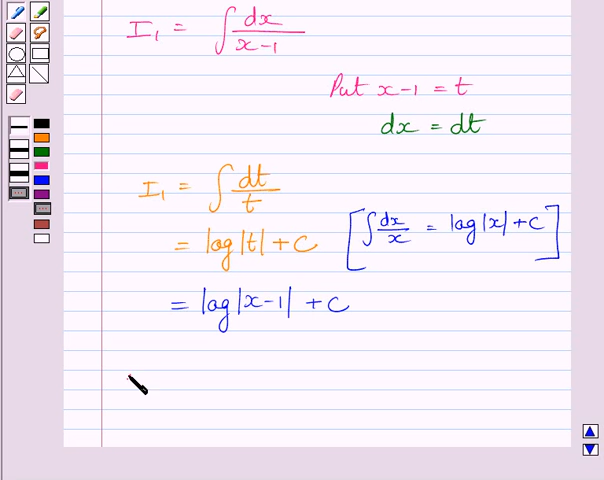 I₁ = ∫ dx/(x-1)
Put x-1 = t
dx = dt
I₁ = ∫ dt/t
= log|t| + C [∫ dx/x = log|x| + C]
= log|x-1| + C